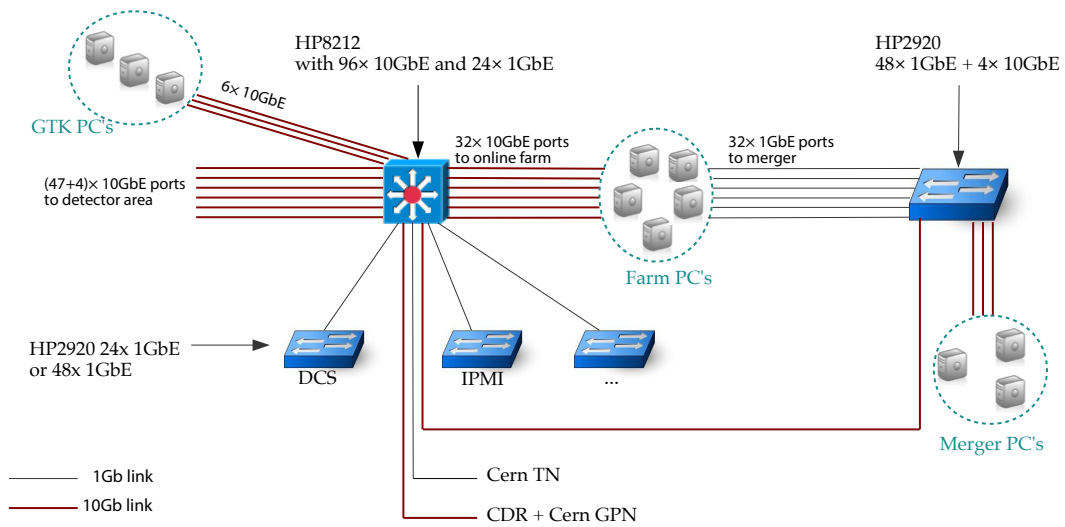 HP8212
with 96× 10GbE and 24× 1GbE
HP2920
48× 1GbE + 4× 10GbE
6× 10GbE
GTK PC's
32× 10GbE ports
to online farm
32× 1GbE ports
to merger
(47+4)× 10GbE ports
to detector area
Farm PC's
HP2920 24x 1GbE
or 48x 1GbE
DCS
IPMI
...
Merger PC's
1Gb link
Cern TN
10Gb link
CDR + Cern GPN